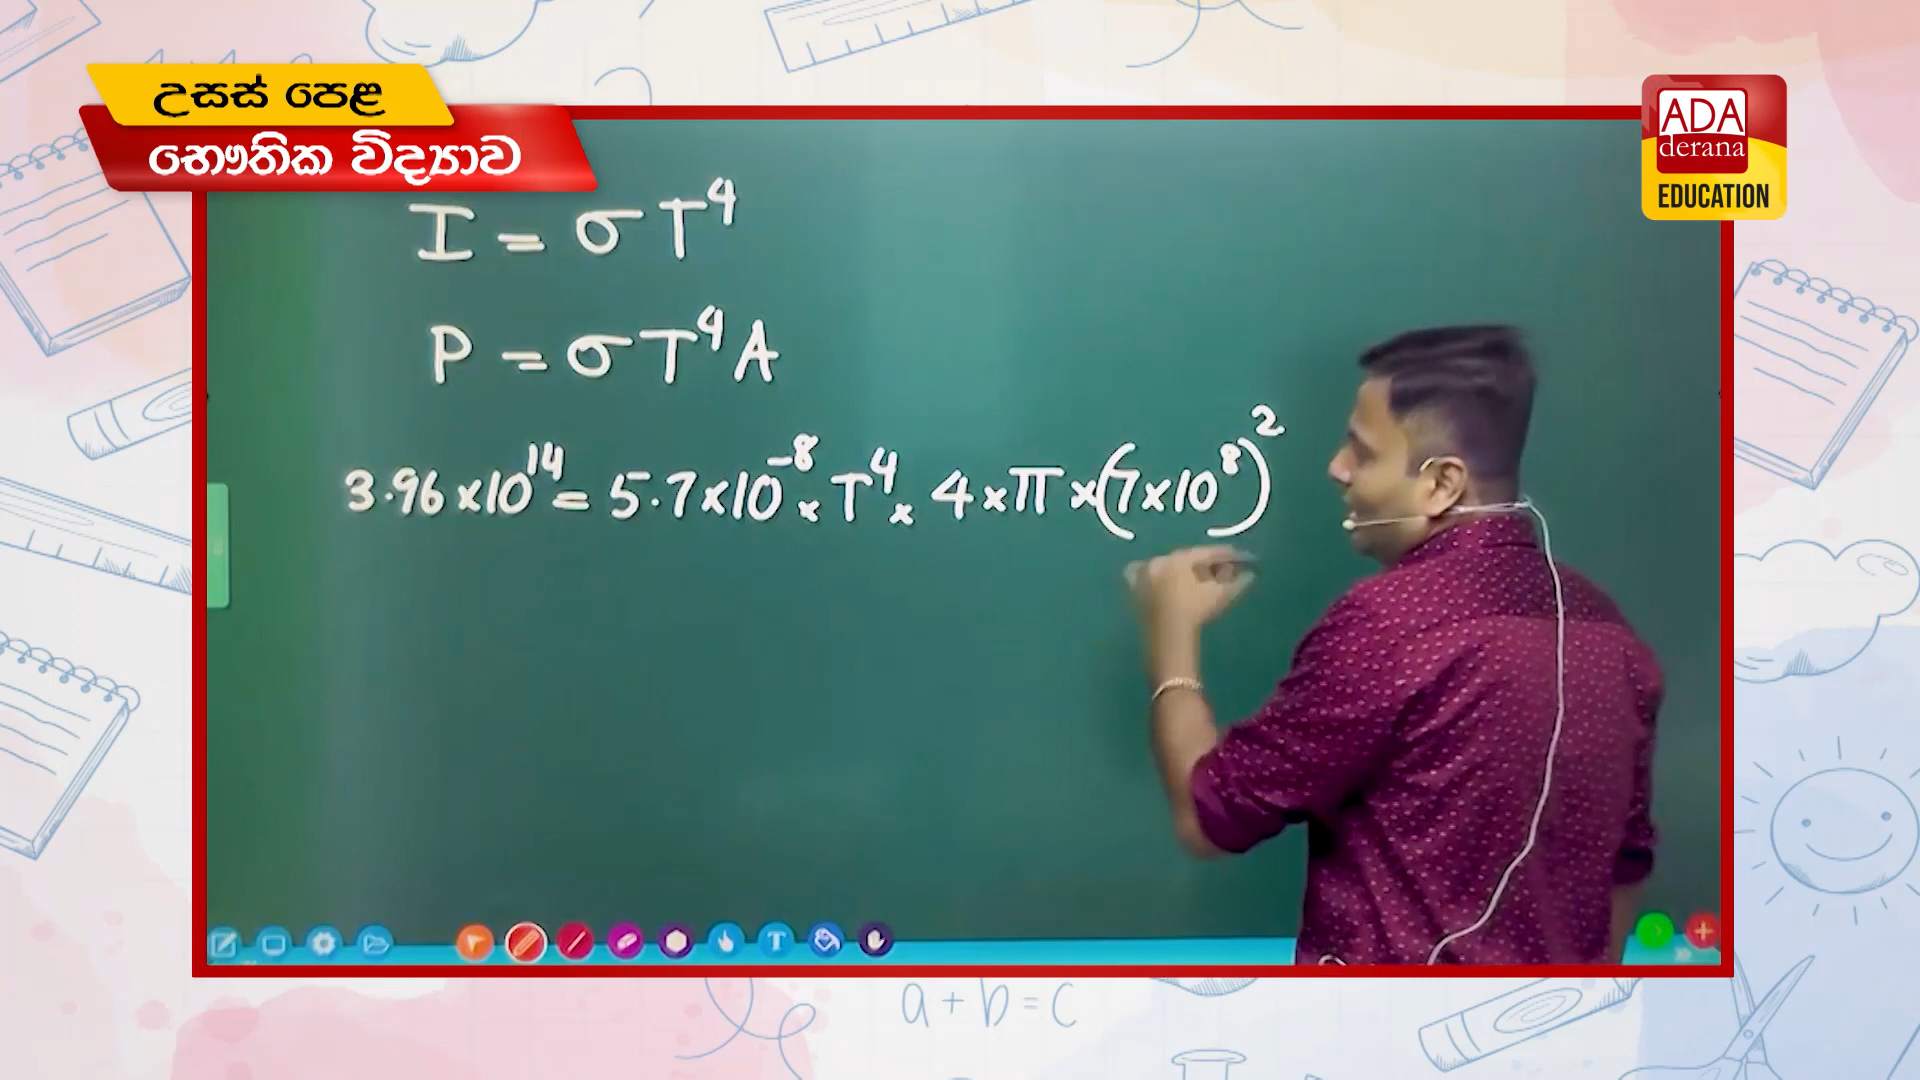 උසස් පෙළ
භෞතික විද්‍යාව
ADA
derana
EDUCATION
I = σT⁴
P = σT⁴A
3.96×10¹⁴ = 5.7×10⁻⁸ × T⁴ × 4×π×(7×10⁸)²
T
a + b = c